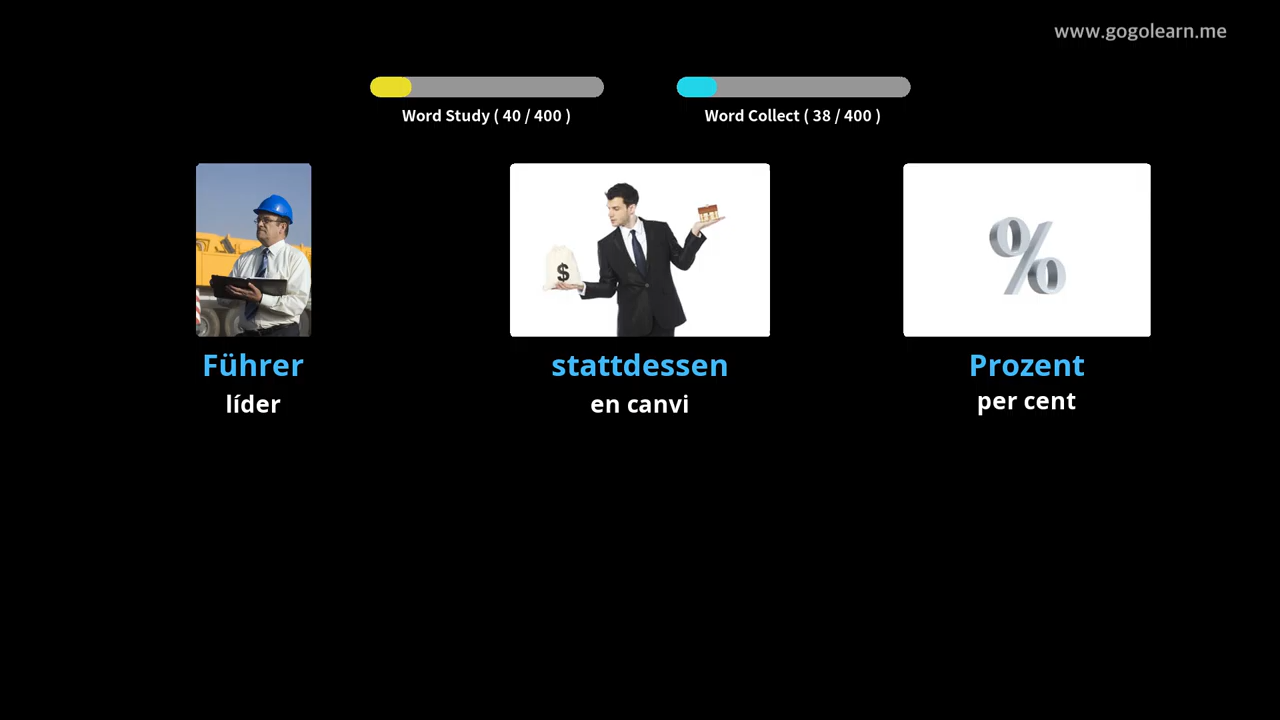 www.gogolearn.me
Word Study ( 40 / 400 )
Word Collect ( 38 / 400 )
$
%
Führer
stattdessen
Prozent
líder
en canvi
per cent